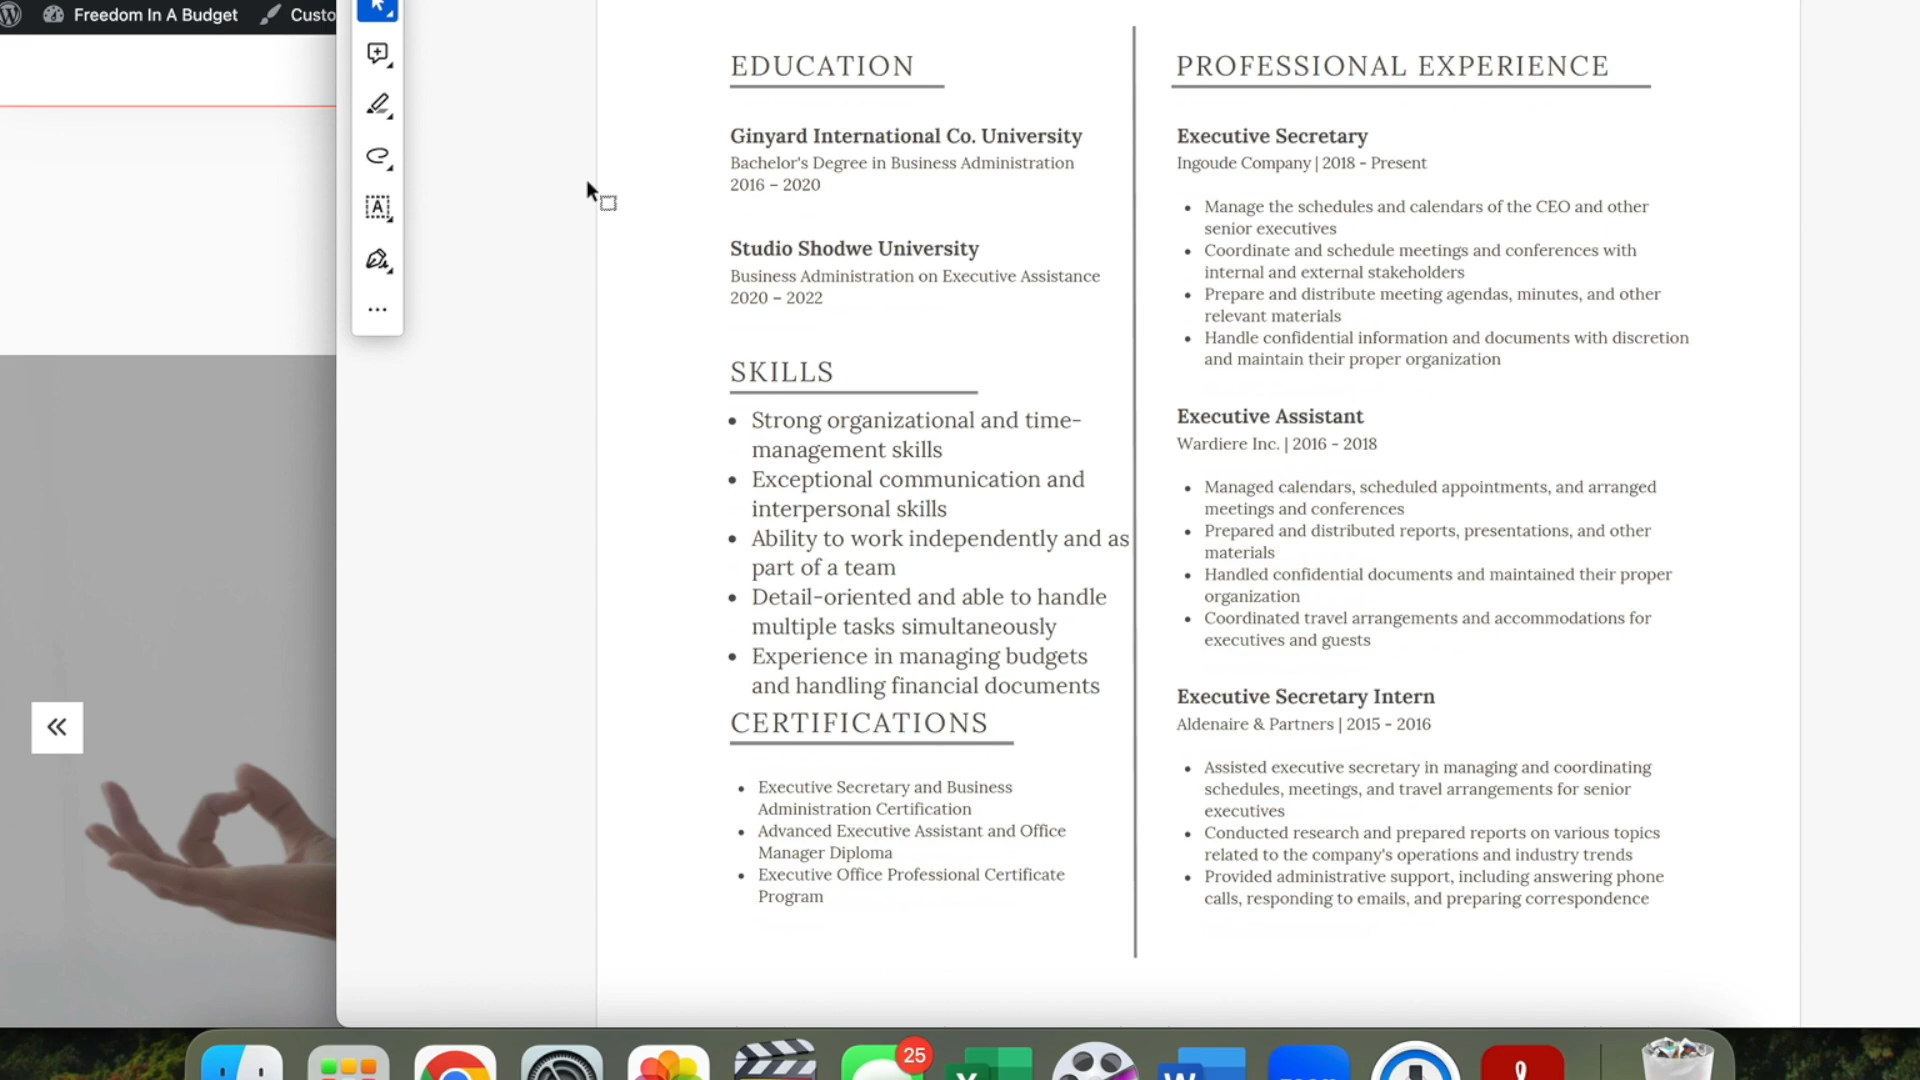 Freedom In A Budget
Custo
EDUCATION
Ginyard International Co. University
Bachelor's Degree in Business Administration
2016 – 2020
Studio Shodwe University
Business Administration on Executive Assistance
2020 – 2022
SKILLS
• Strong organizational and time-
management skills
• Exceptional communication and
interpersonal skills
• Ability to work independently and as
part of a team
• Detail-oriented and able to handle
multiple tasks simultaneously
• Experience in managing budgets
and handling financial documents
CERTIFICATIONS
• Executive Secretary and Business
Administration Certification
• Advanced Executive Assistant and Office
Manager Diploma
• Executive Office Professional Certificate
Program
PROFESSIONAL EXPERIENCE
Executive Secretary
Ingoude Company | 2018 - Present
• Manage the schedules and calendars of the CEO and other
senior executives
• Coordinate and schedule meetings and conferences with
internal and external stakeholders
• Prepare and distribute meeting agendas, minutes, and other
relevant materials
• Handle confidential information and documents with discretion
and maintain their proper organization
Executive Assistant
Wardiere Inc. | 2016 - 2018
• Managed calendars, scheduled appointments, and arranged
meetings and conferences
• Prepared and distributed reports, presentations, and other
materials
• Handled confidential documents and maintained their proper
organization
• Coordinated travel arrangements and accommodations for
executives and guests
Executive Secretary Intern
Aldenaire & Partners | 2015 - 2016
• Assisted executive secretary in managing and coordinating
schedules, meetings, and travel arrangements for senior
executives
• Conducted research and prepared reports on various topics
related to the company's operations and industry trends
• Provided administrative support, including answering phone
calls, responding to emails, and preparing correspondence
25